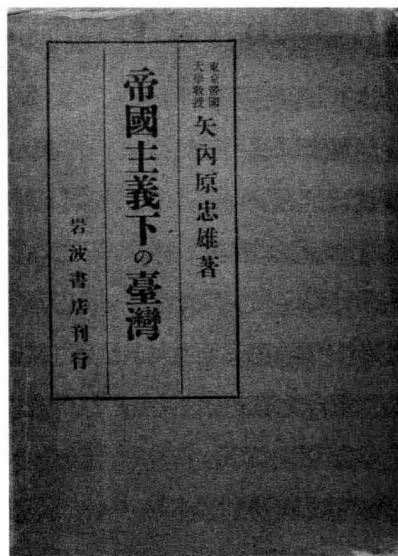 東京帝國
大學教授
矢內原忠雄著
帝國主義下の臺灣
岩波書店刊行